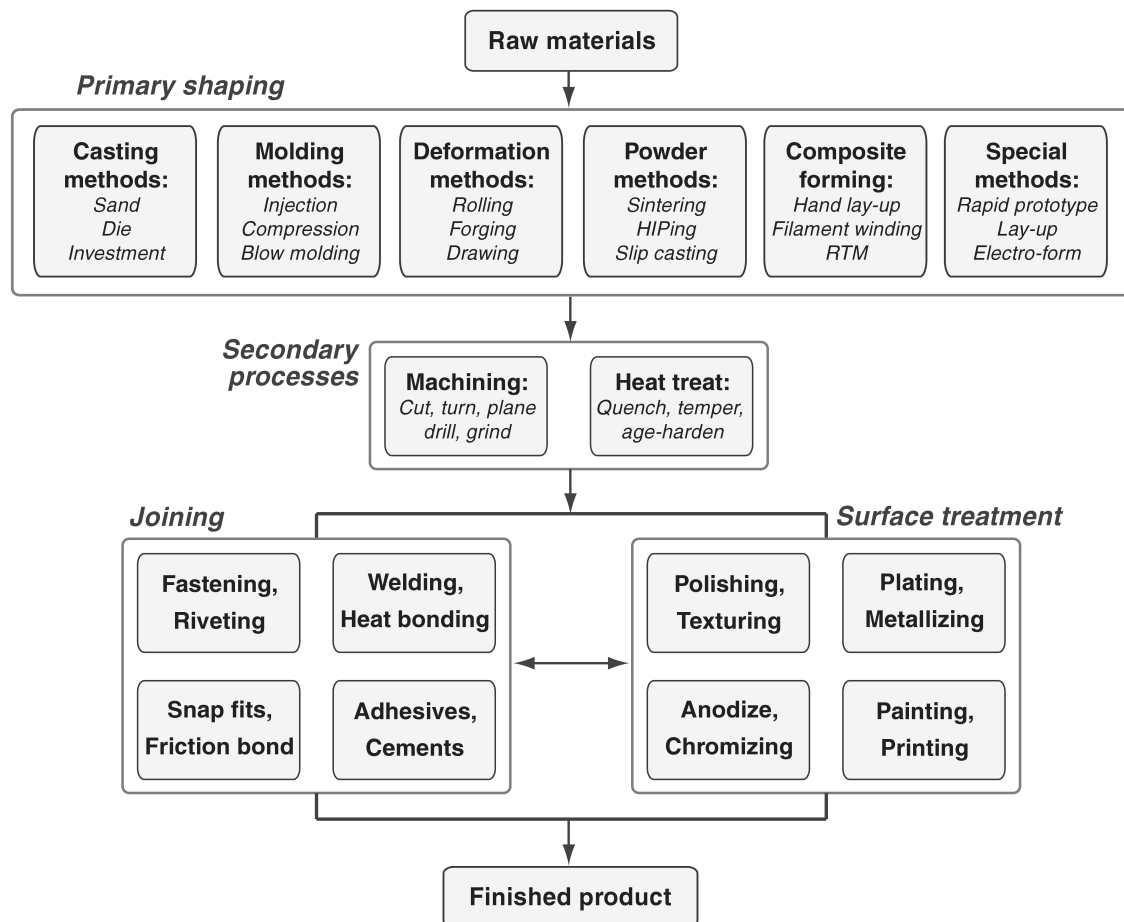 Raw materials
Primary shaping
Casting
methods:
Sand
Die
Investment
Molding
methods:
Injection
Compression
Blow molding
Deformation
methods:
Rolling
Forging
Drawing
Powder
methods:
Sintering
HIPing
Slip casting
Composite
forming:
Hand lay-up
Filament winding
RTM
Special
methods:
Rapid prototype
Lay-up
Electro-form
Secondary
processes
Machining:
Cut, turn, plane
drill, grind
Heat treat:
Quench, temper,
age-harden
Joining
Fastening,
Riveting
Welding,
Heat bonding
Snap fits,
Friction bond
Adhesives,
Cements
Surface treatment
Polishing,
Texturing
Plating,
Metallizing
Anodize,
Chromizing
Painting,
Printing
Finished product